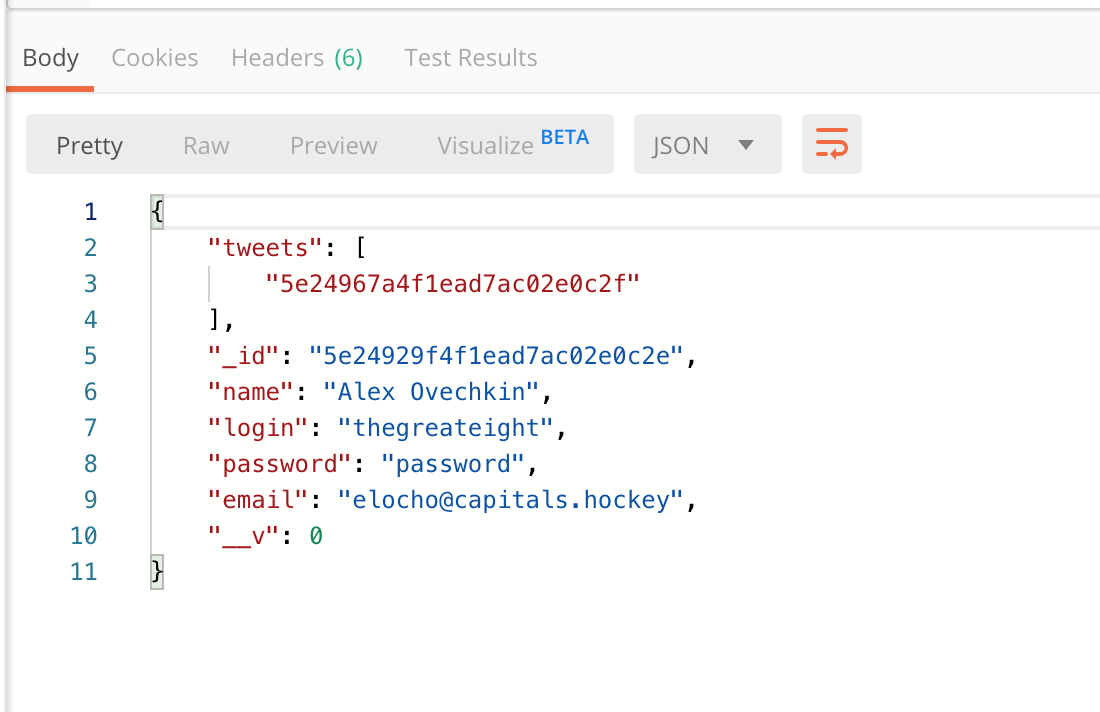 Body Cookies Headers (6) Test Results
Pretty Raw Preview Visualize BETA JSON
1 {
2 "tweets": [
3 "5e24967a4f1ead7ac02e0c2f"
4 ],
5 "_id": "5e24929f4f1ead7ac02e0c2e",
6 "name": "Alex Ovechkin",
7 "login": "thegreateight",
8 "password": "password",
9 "email": "elocho@capitals.hockey",
10 "__v": 0
11 }